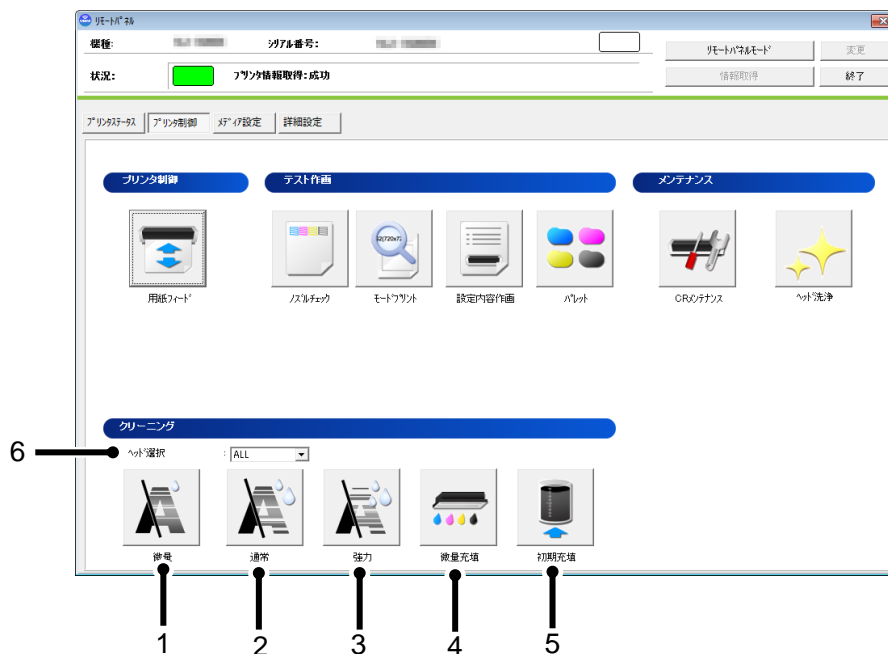 ﾘﾓｰﾄﾊﾟﾈﾙ
機種:
ｼﾘｱﾙ番号:
ﾘﾓｰﾄﾊﾟﾈﾙﾓｰﾄﾞ
変更
状況:
ﾌﾟﾘﾝﾀ情報取得:成功
情報取得
終了
ﾌﾟﾘﾝﾀｽﾃｰﾀｽ
ﾌﾟﾘﾝﾀ制御
ﾒﾃﾞｨｱ設定
詳細設定
プリンタ制御
テスト作画
メンテナンス
用紙ﾌｨｰﾄﾞ
ﾉｽﾞﾙﾁｪｯｸ
ﾓｰﾄﾞﾌﾟﾘﾝﾄ
設定内容作画
ﾊﾟﾚｯﾄ
CRﾒﾝﾃﾅﾝｽ
ﾍｯﾄﾞ洗浄
クリーニング
6
ﾍｯﾄﾞ選択
:
ALL
微量
通常
強力
微量充填
初期充填
1
2
3
4
5